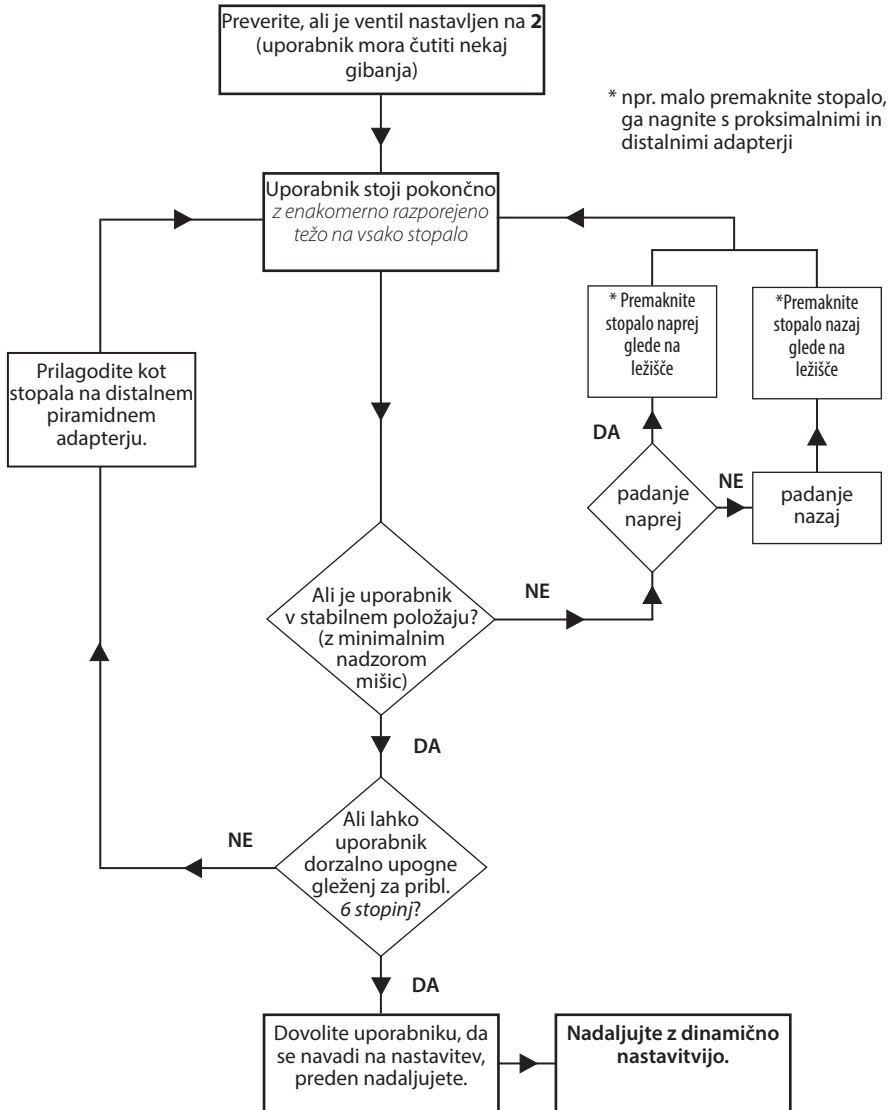 Preverite, ali je ventil nastavljen na 2
(uporabnik mora čutiti nekaj
gibanja)
* npr. malo premaknite stopalo,
ga nagnite s proksimalnimi in
distalnimi adapterji
Uporabnik stoji pokončno
z enakomerno razporejeno
težo na vsako stopalo
* Premaknite
stopalo naprej
glede na
ležišče
*Premaknite
stopalo nazaj
glede na
ležišče
Prilagodite kot
stopala na distalnem
piramidnem
adapterju.
DA
padanje
naprej
NE
padanje
nazaj
Ali je uporabnik
v stabilnem položaju?
(z minimalnim
nadzorom
mišic)
NE
DA
Ali lahko
uporabnik
dorzalno upogne
gleženj za pribl.
6 stopinj?
NE
DA
Dovolite uporabniku, da
se navadi na nastavitev,
preden nadaljujete.
Nadaljujte z dinamično
nastavitvijo.